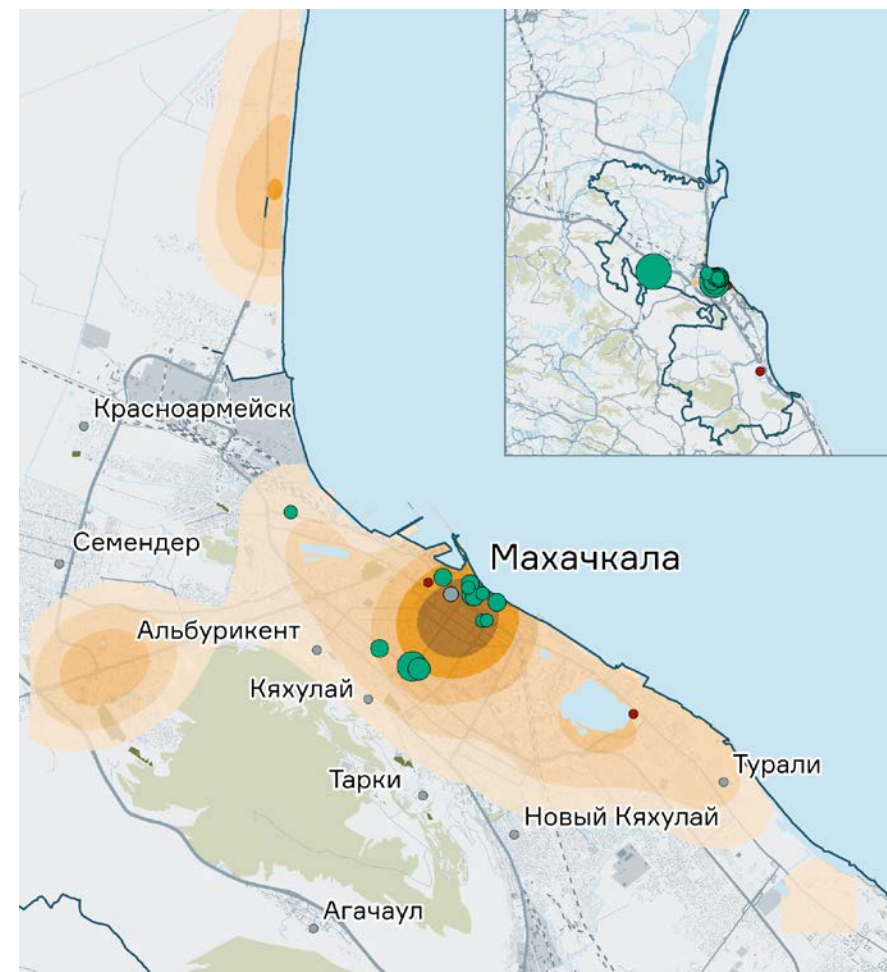 Красноармейск
Семендер
Махачкала
Альбурикент
Кяхулай
Турали
Тарки
Новый Кяхулай
Агачаул